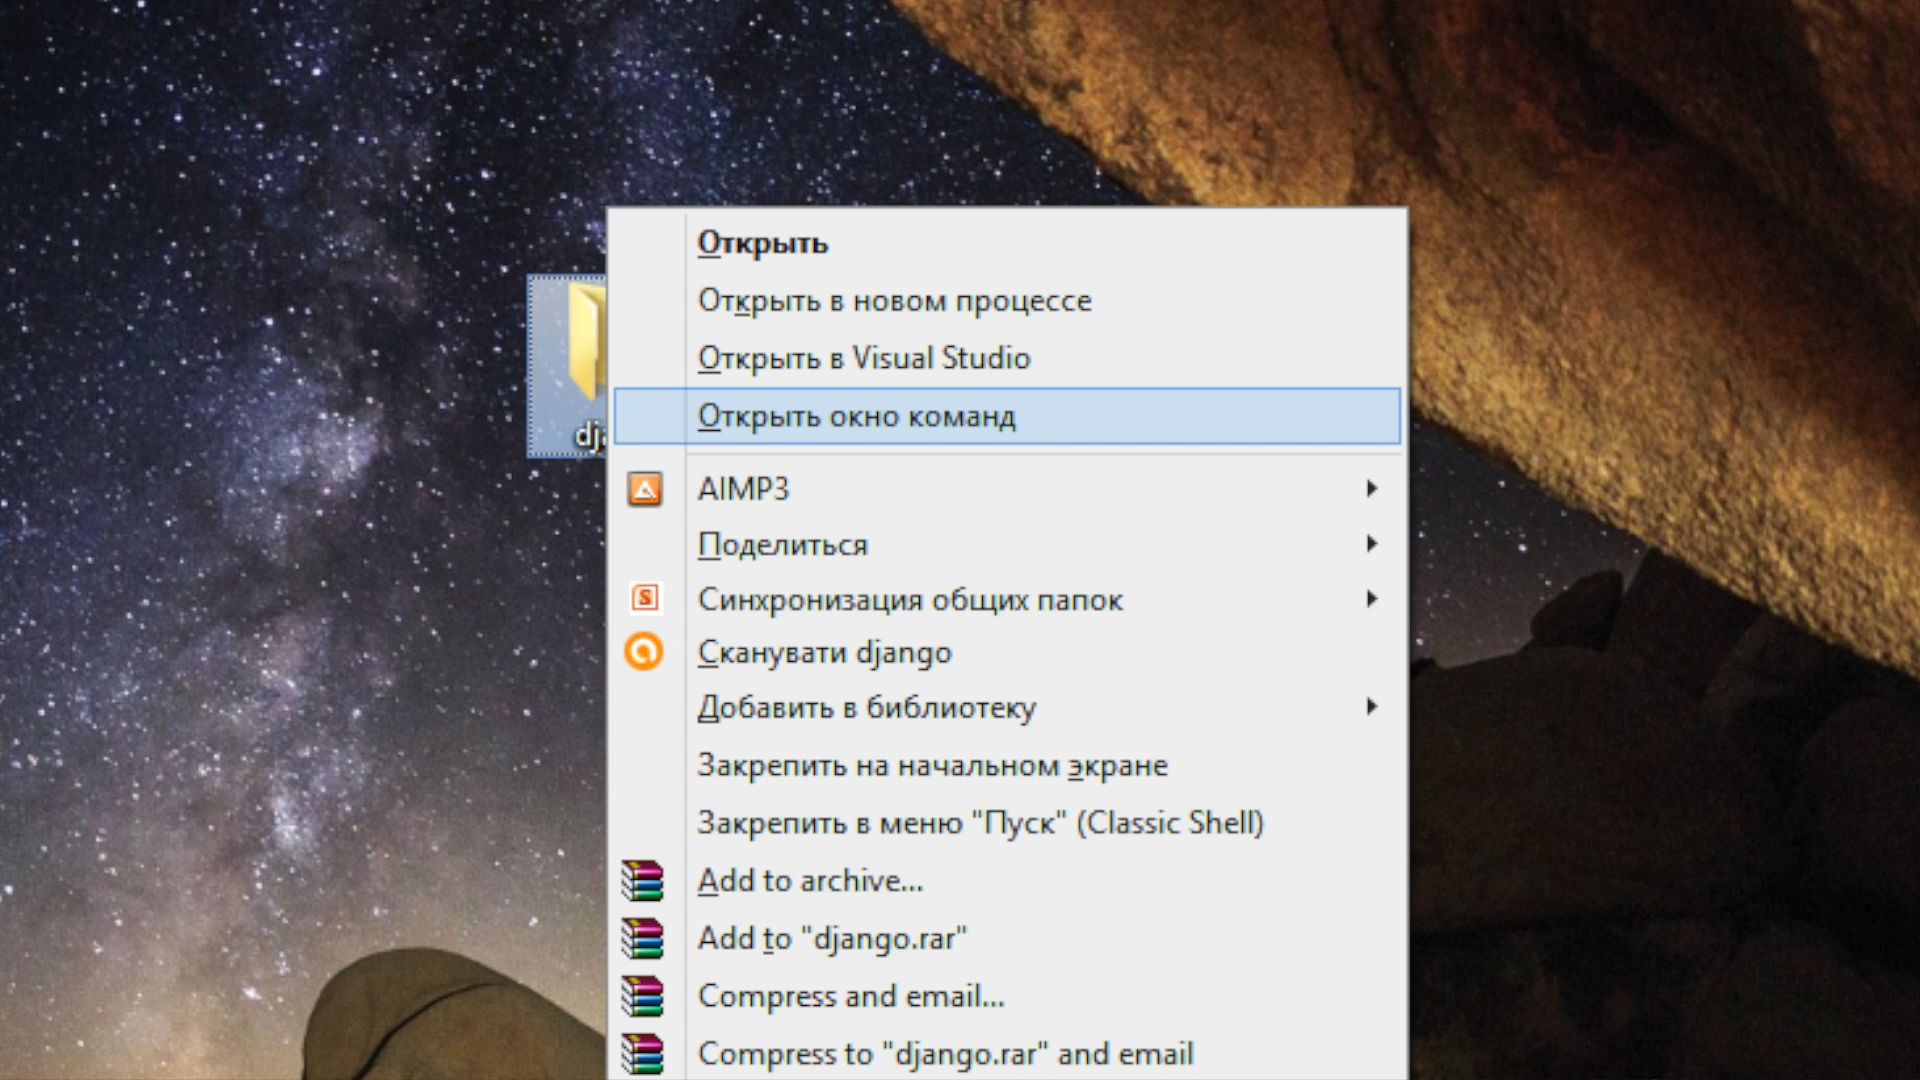 Открыть
Открыть в новом процессе
Открыть в Visual Studio
Открыть окно команд
AIMP3
Поделиться
Синхронизация общих папок
Сканувати django
Добавить в библиотеку
Закрепить на начальном экране
Закрепить в меню "Пуск" (Classic Shell)
Add to archive...
Add to "django.rar"
Compress and email...
Compress to "django.rar" and email